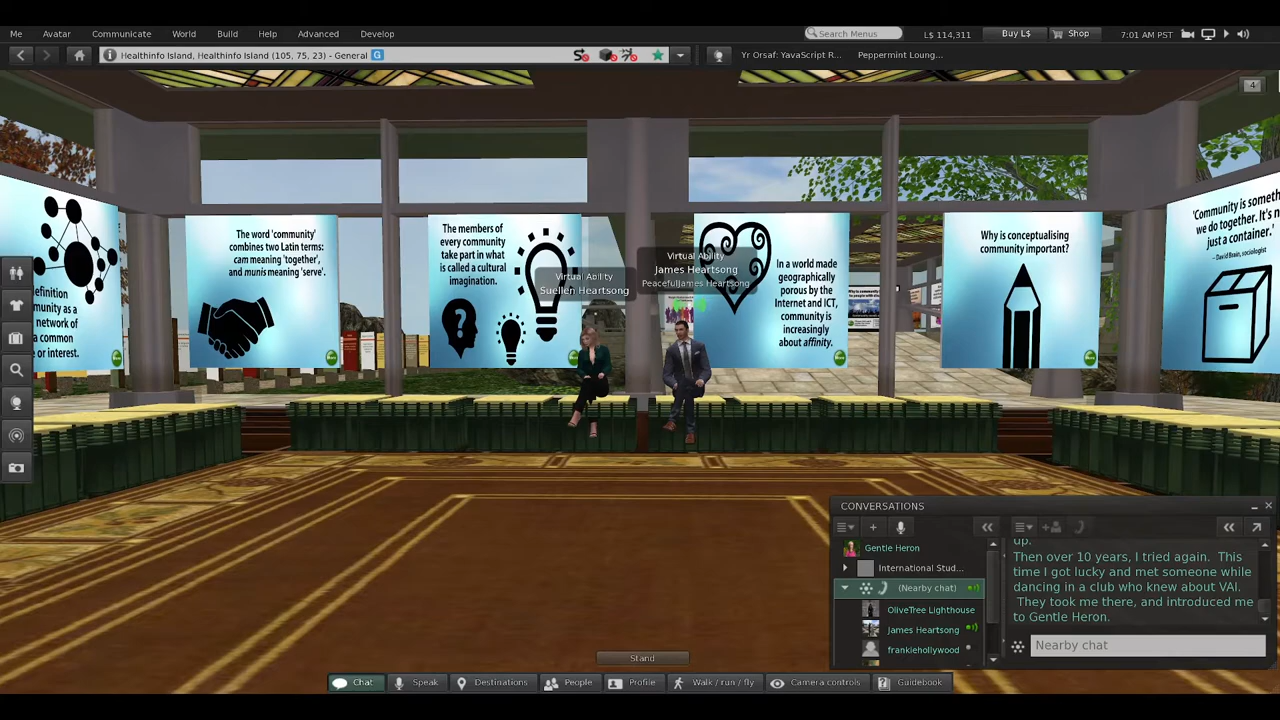 Me Avatar Communicate World Build Help Advanced Develop
Search Menus
L$ 114,311
Buy L$
Shop
7:01 AM PST
Healthinfo Island, Healthinfo Island (105, 75, 23) - General G
Yr Orsaf: YavaScript R...
Peppermint Loung...
4
efinition
mmunity as a
network of
e or interest.
The word 'community'
combines two Latin terms:
cam meaning 'together',
and munis meaning 'serve'.
The members of
every community
take part in what
is called a cultural
imagination.
?
Virtual Ability
Suellen Heartsong
Virtual Ability
James Heartsong
PeacefulJames Heartsong
In a world made
geographically
porous by the
Internet and ICT,
community is
increasingly
about affinity.
Why is conceptualising
community important?
'Community is someth
we do together. It's n
just a container.'
– David Brain, sociologist
CONVERSATIONS
Gentle Heron
International Stud...
(Nearby chat)
OliveTree Lighthouse
James Heartsong
frankiehollywood
up.
Then over 10 years, I tried again. This
time I got lucky and met someone while
dancing in a club who knew about VAI.
They took me there, and introduced me
to Gentle Heron.
Nearby chat
Stand
Chat Speak Destinations People Profile Walk / run / fly Camera controls Guidebook